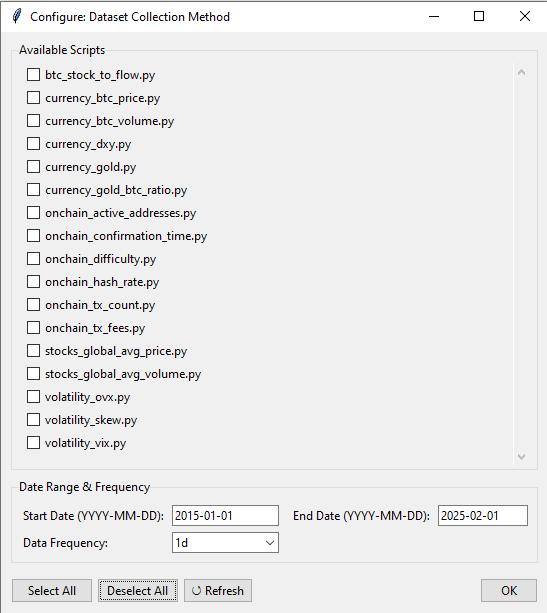 Configure: Dataset Collection Method
Available Scripts
btc_stock_to_flow.py
currency_btc_price.py
currency_btc_volume.py
currency_dxy.py
currency_gold.py
currency_gold_btc_ratio.py
onchain_active_addresses.py
onchain_confirmation_time.py
onchain_difficulty.py
onchain_hash_rate.py
onchain_tx_count.py
onchain_tx_fees.py
stocks_global_avg_price.py
stocks_global_avg_volume.py
volatility_ovx.py
volatility_skew.py
volatility_vix.py
Date Range & Frequency
Start Date (YYYY-MM-DD): 2015-01-01 End Date (YYYY-MM-DD): 2025-02-01
Data Frequency: 1d
Select All Deselect All Refresh OK